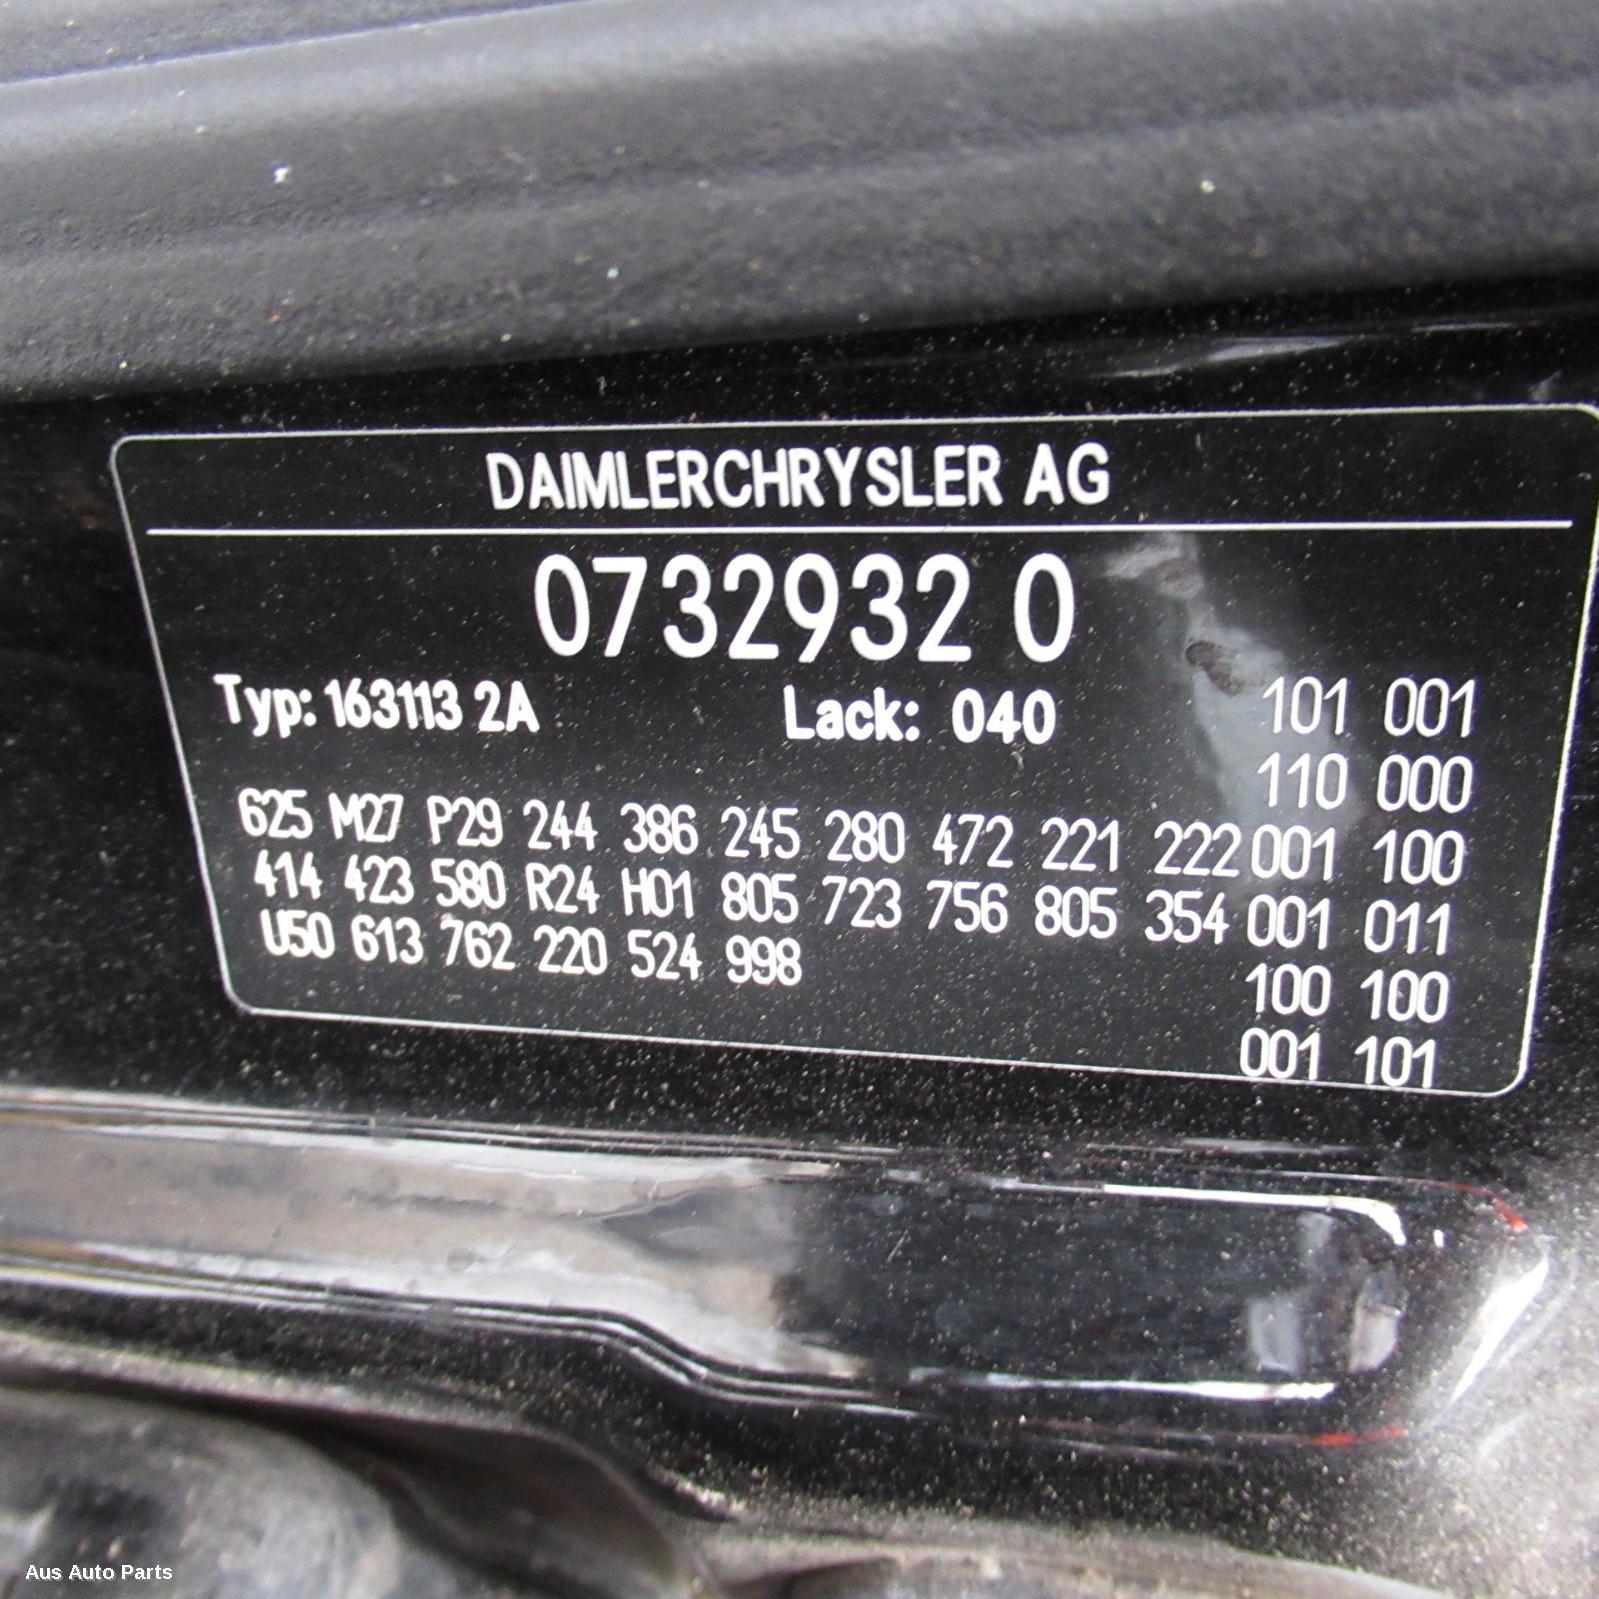 DAIMLERCHRYSLER AG
0732932 0
Typ: 163113 2A Lack: 040 101 001
110 000
625 M27 P29 244 386 245 280 472 221 222 001 100
414 423 580 R24 H01 805 723 756 805 354 001 011
U50 613 762 220 524 998
100 100
001 101
Aus Auto Parts